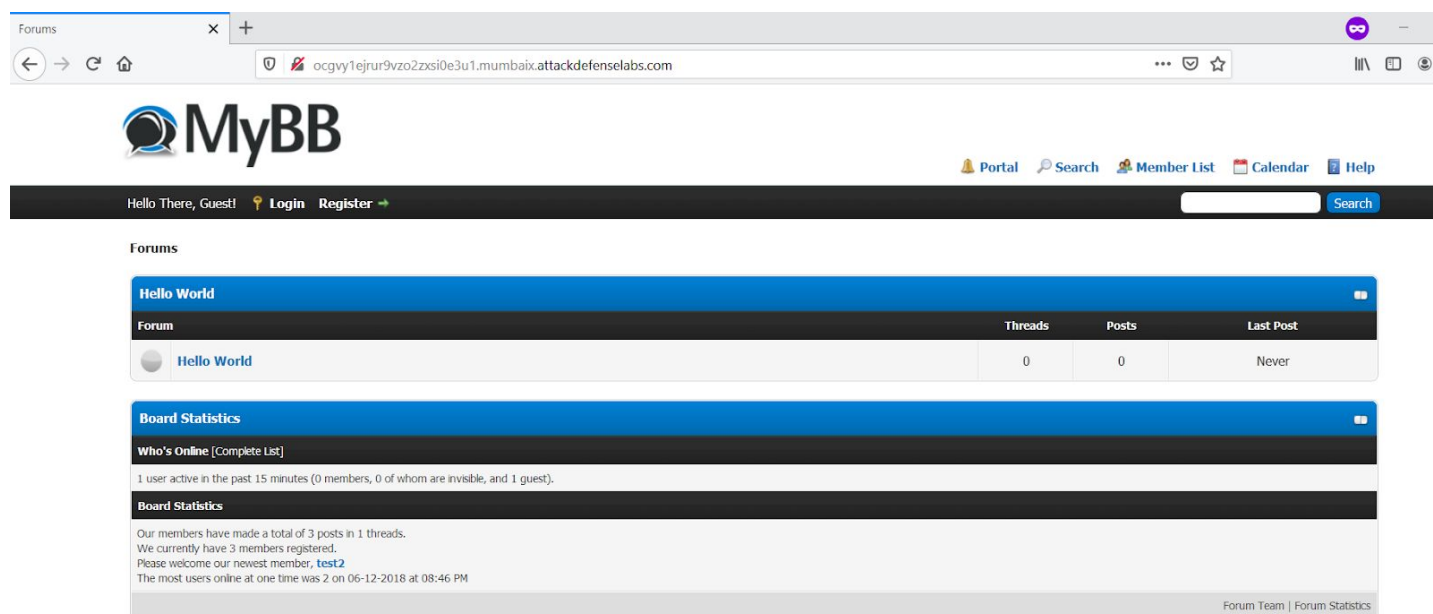 Forums
ocgvy1ejrur9vzo2zxsi0e3u1.mumbaix.attackdefenselabs.com
MyBB
Portal Search Member List Calendar Help
Hello There, Guest! Login Register
Search
Forums
Hello World
Forum Threads Posts Last Post
Hello World 0 0 Never
Board Statistics
Who's Online [Complete List]
1 user active in the past 15 minutes (0 members, 0 of whom are invisible, and 1 guest).
Board Statistics
Our members have made a total of 3 posts in 1 threads.
We currently have 3 members registered.
Please welcome our newest member, test2
The most users online at one time was 2 on 06-12-2018 at 08:46 PM
Forum Team | Forum Statistics